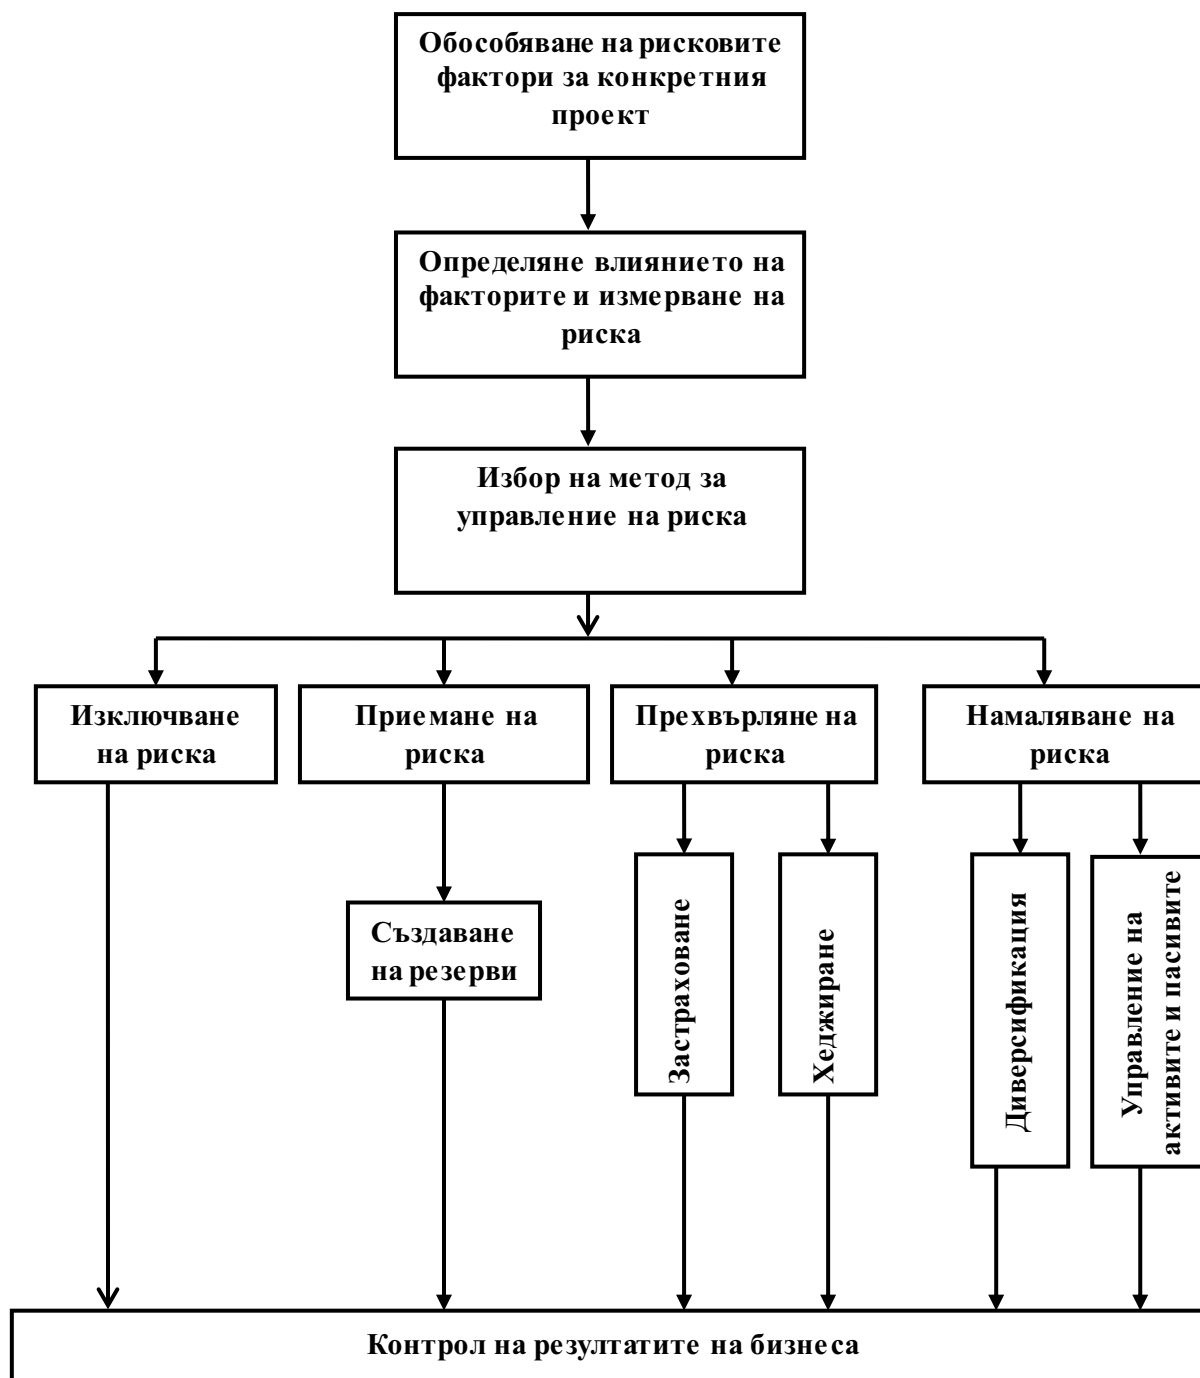 Обособяване на рисковите
фактори за конкретния
проект
Определяне влиянието на
факторите и измерване на
риска
Избор на метод за
управление на риска
Изключване
на риска
Приемане на
риска
Прехвърляне на
риска
Намаляване на
риска
Създаване
на резерви
Застраховане
Хеджиране
Диверсификация
Управление на
активите и пасивите
Контрол на резултатите на бизнеса